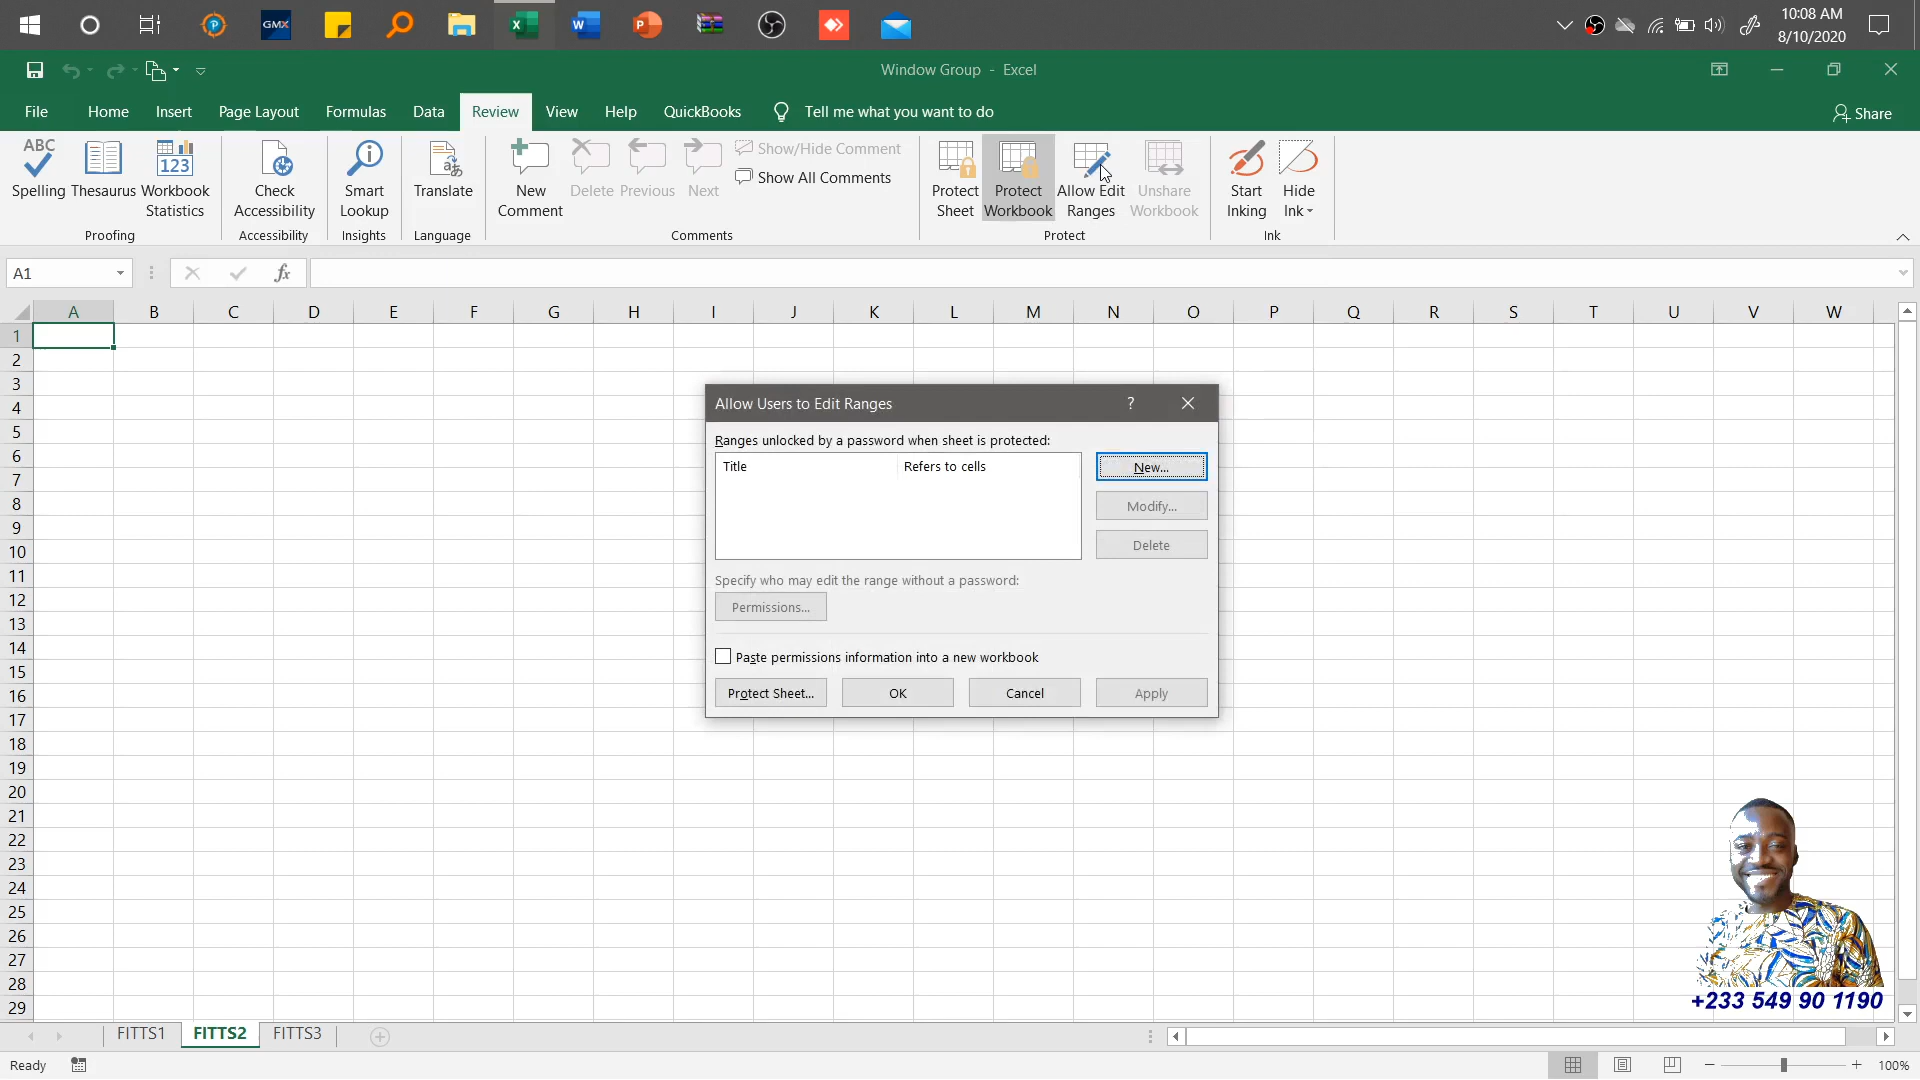 GMX
10:08 AM
8/10/2020
Window Group - Excel
File Home Insert Page Layout Formulas Data Review View Help QuickBooks Tell me what you want to do Share
ABC
123
Spelling Thesaurus Workbook Statistics
Check Accessibility
Smart Lookup
Translate
New Comment
Delete Previous Next
Show/Hide Comment
Show All Comments
Protect Sheet
Protect Workbook
Allow Edit Ranges
Unshare Workbook
Start Inking
Hide Ink
Proofing Accessibility Insights Language Comments Protect Ink
A1 fx
A B C D E F G H I J K L M N O P Q R S T U V W
1
2
3
4
5
6
7
8
9
10
11
12
13
14
15
16
17
18
19
20
21
22
23
24
25
26
27
28
29
Allow Users to Edit Ranges ?
Ranges unlocked by a password when sheet is protected:
Title Refers to cells
New...
Modify...
Delete
Specify who may edit the range without a password:
Permissions...
Paste permissions information into a new workbook
Protect Sheet... OK Cancel Apply
+233 549 90 1190
FITTS1 FITTS2 FITTS3
Ready
100%